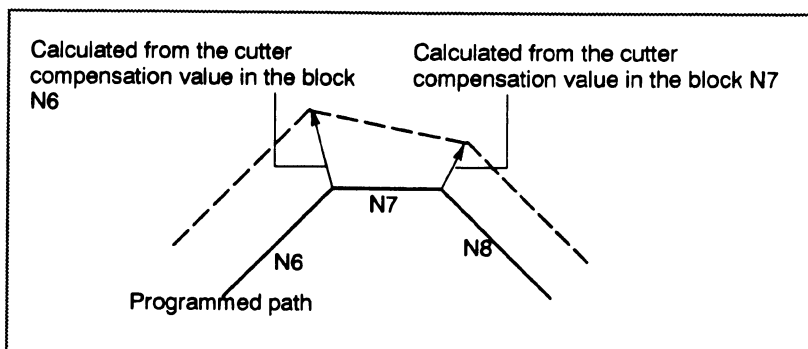 Calculated from the cutter
compensation value in the block
N6
Calculated from the cutter
compensation value in the block N7
N7
N6
N8
Programmed path